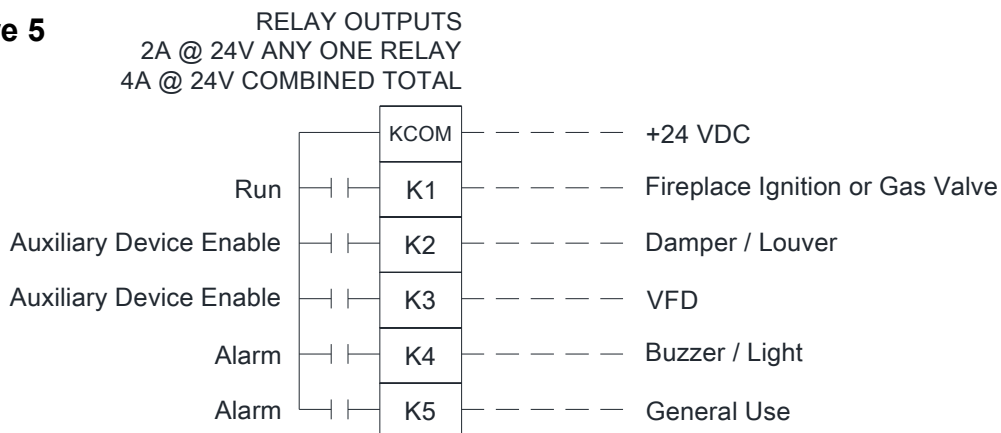 5
RELAY OUTPUTS
2A @ 24V ANY ONE RELAY
4A @ 24V COMBINED TOTAL
KCOM +24 VDC
Run K1 Fireplace Ignition or Gas Valve
Auxiliary Device Enable K2 Damper / Louver
Auxiliary Device Enable K3 VFD
Alarm K4 Buzzer / Light
Alarm K5 General Use